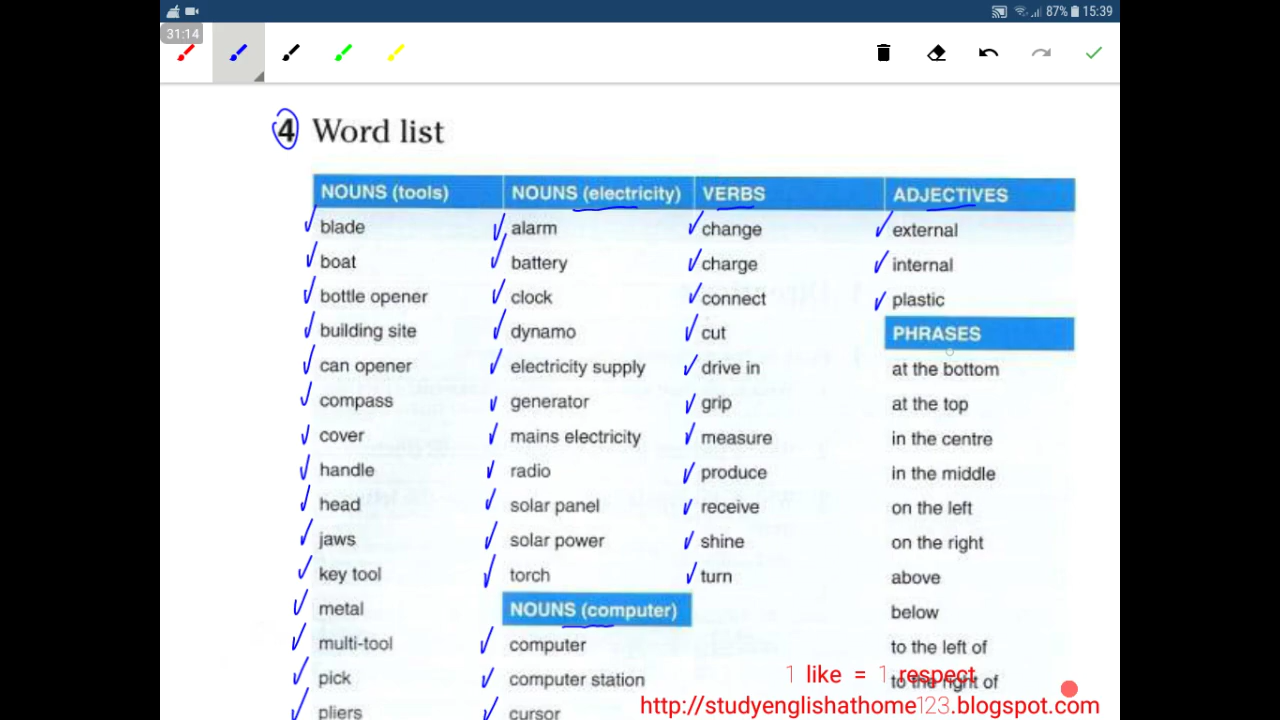 87% 15:39
31:14
4 Word list
NOUNS (tools)
blade
boat
bottle opener
building site
can opener
compass
cover
handle
head
jaws
key tool
metal
multi-tool
pick
pliers
NOUNS (electricity)
alarm
battery
clock
dynamo
electricity supply
generator
mains electricity
radio
solar panel
solar power
torch
NOUNS (computer)
computer
computer station
cursor
VERBS
change
charge
connect
cut
drive in
grip
measure
produce
receive
shine
turn
ADJECTIVES
external
internal
plastic
PHRASES
at the bottom
at the top
in the centre
in the middle
on the left
on the right
above
below
to the left of
to the right of
1 like = 1 respect
http://studyenglishathome123.blogspot.com